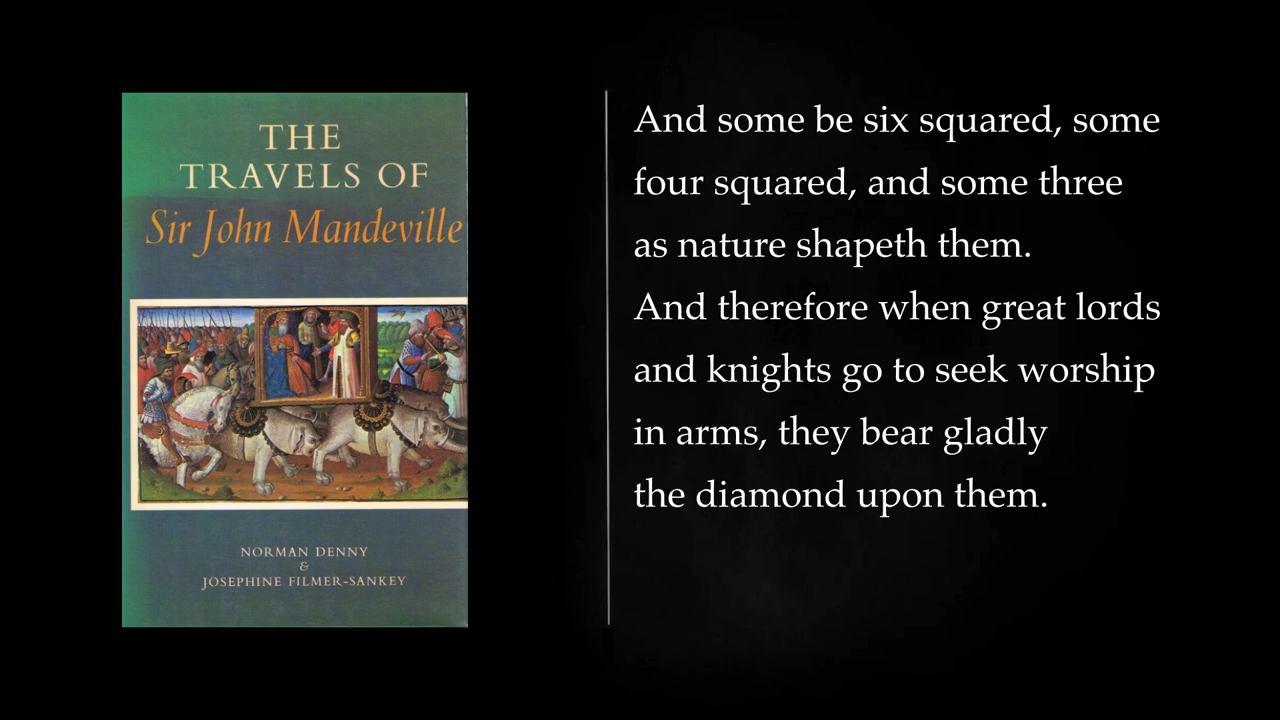 THE
TRAVELS OF
Sir John Mandeville
NORMAN DENNY
&
JOSEPHINE FILMER-SANKEY
And some be six squared, some
four squared, and some three
as nature shapeth them.
And therefore when great lords
and knights go to seek worship
in arms, they bear gladly
the diamond upon them.